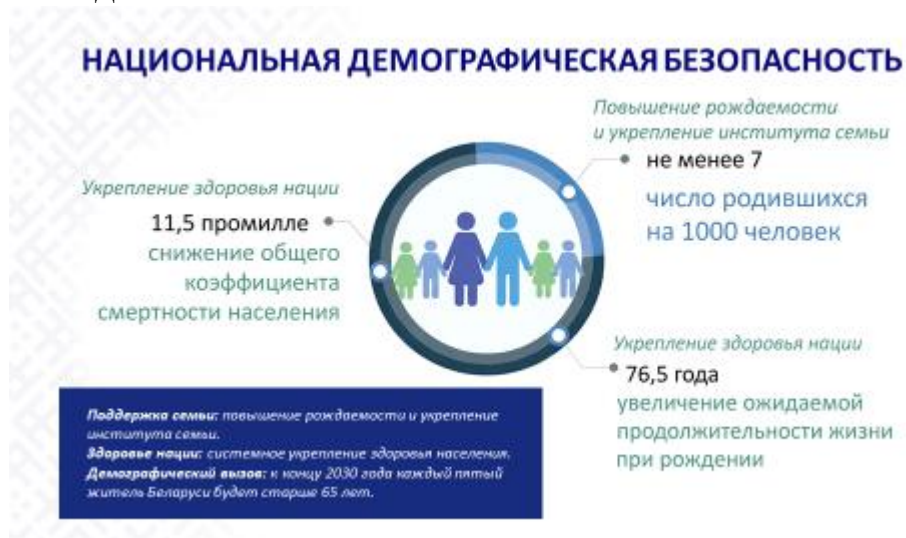 НАЦИОНАЛЬНАЯ ДЕМОГРАФИЧЕСКАЯ БЕЗОПАСНОСТЬ
Повышение рождаемости
и укрепление института семьи
не менее 7
число родившихся
на 1000 человек
Укрепление здоровья нации
11,5 промилле
снижение общего
коэффициента
смертности населения
Укрепление здоровья нации
76,5 года
увеличение ожидаемой
продолжительности жизни
при рождении
Поддержка семьи: повышение рождаемости и укрепление
института семьи.
Здоровье нации: системное укрепление здоровья населения.
Демографический вызов: к концу 2030 года каждый пятый
житель Беларуси будет старше 65 лет.